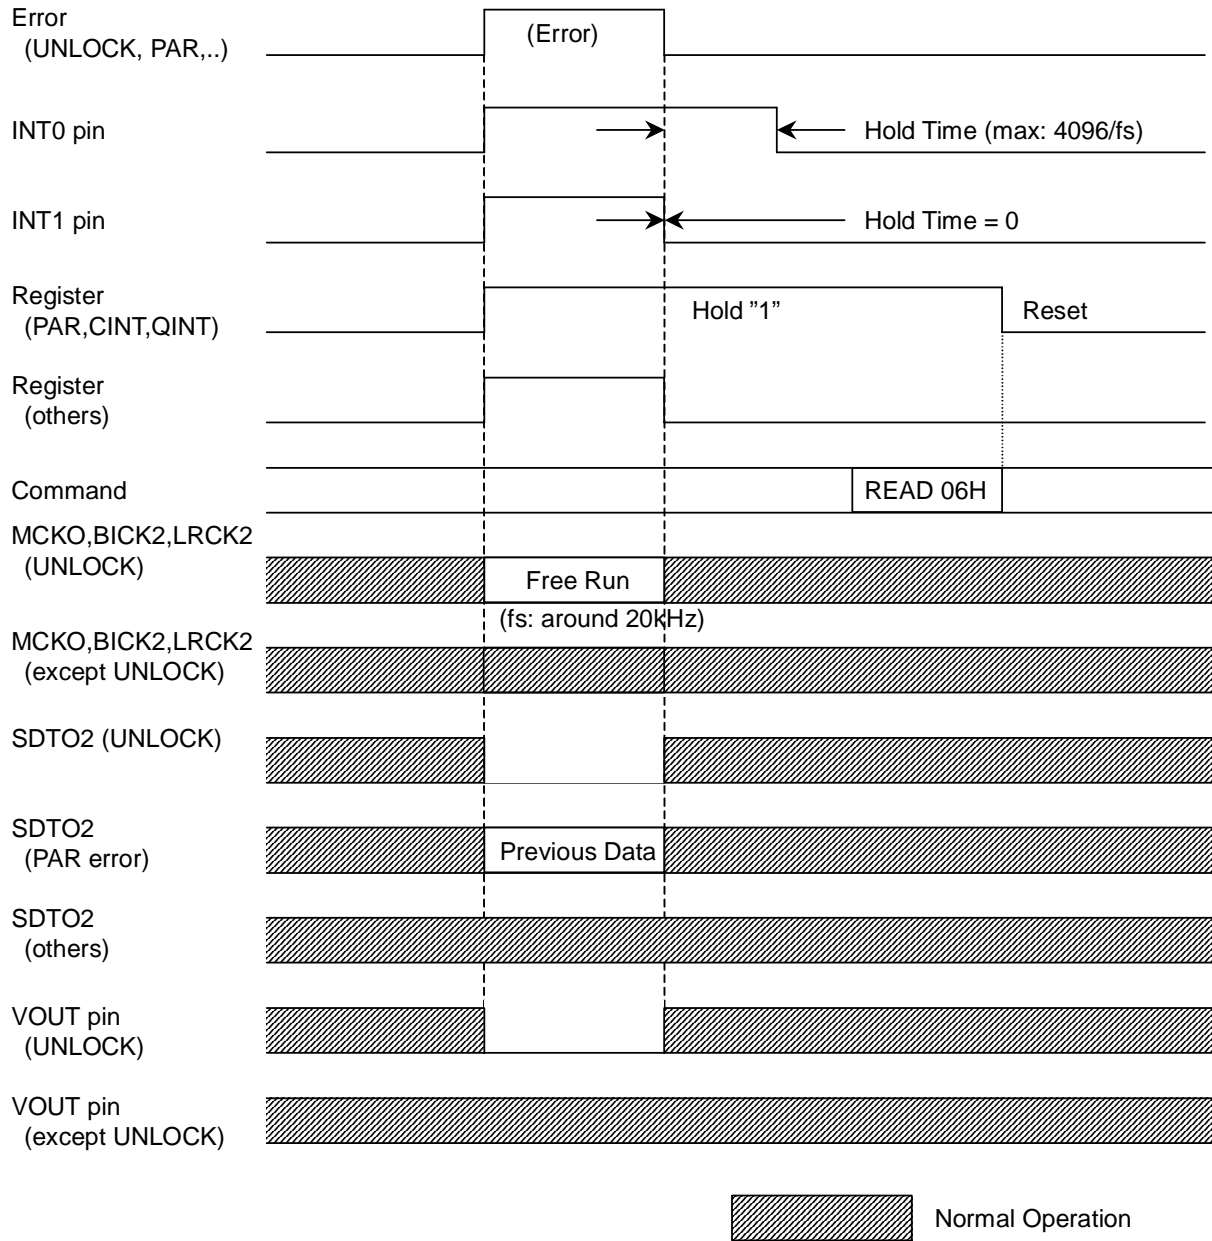 Error
(UNLOCK, PAR,..)
(Error)
INT0 pin
Hold Time (max: 4096/fs)
INT1 pin
Hold Time = 0
Register
(PAR,CINT,QINT)
Hold ”1”
Reset
Register
(others)
Command
READ 06H
MCKO,BICK2,LRCK2
(UNLOCK)
Free Run
(fs: around 20kHz)
MCKO,BICK2,LRCK2
(except UNLOCK)
SDTO2 (UNLOCK)
SDTO2
(PAR error)
Previous Data
SDTO2
(others)
VOUT pin
(UNLOCK)
VOUT pin
(except UNLOCK)
Normal Operation